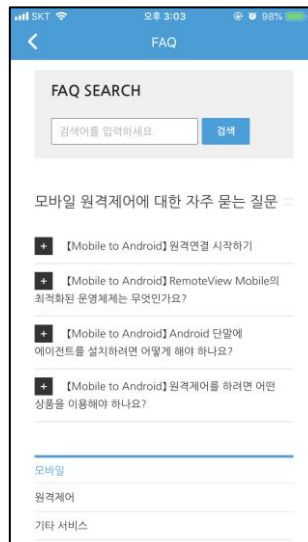 SKT 오후 3:03 98%
FAQ
FAQ SEARCH
검색어를 입력하세요 검색
모바일 원격제어에 대한 자주 묻는 질문
+ 【Mobile to Android】 원격연결 시작하기
+ 【Mobile to Android】 RemoteView Mobile의
최적화된 운영체제는 무엇인가요?
+ 【Mobile to Android】 Android 단말에
에이전트를 설치하려면 어떻게 해야 하나요?
+ 【Mobile to Android】 원격제어를 하려면 어떤
상품을 이용해야 하나요?
모바일
원격제어
기타 서비스